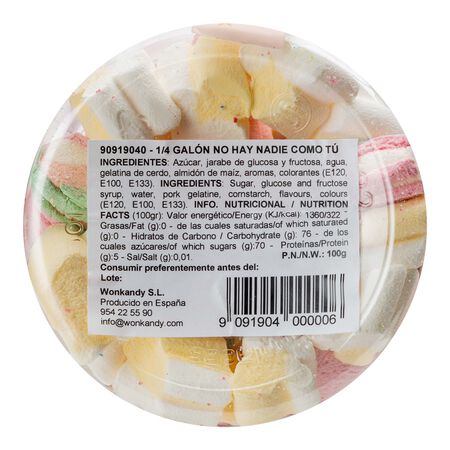 90919040 - 1/4 GALÓN NO HAY NADIE COMO TÚ
INGREDIENTES: Azúcar, jarabe de glucosa y fructosa, agua,
gelatina de cerdo, almidón de maíz, aromas, colorantes (E120,
E100, E133). INGREDIENTS: Sugar, glucose and fructose
syrup, water, pork gelatine, cornstarch, flavours, colours
(E120, E100, E133). INFO. NUTRICIONAL / NUTRITION
FACTS (100gr): Valor energético/Energy (KJ/kcal): 1360/322 -
Grasas/Fat (g):0 - de las cuales saturadas/of which saturated
(g):0 - Hidratos de Carbono / Carbohydrate (g): 76 - de los
cuales azúcares/of which sugars (g):70 - Proteínas/Protein
(g):5 - Sal/Salt (g):0,01. P.N./N.W.: 100g
Consumir preferentemente antes del:
Lote:
Wonkandy S.L.
Producido en España
954 22 55 90
info@wonkandy.com
9 091904 000006